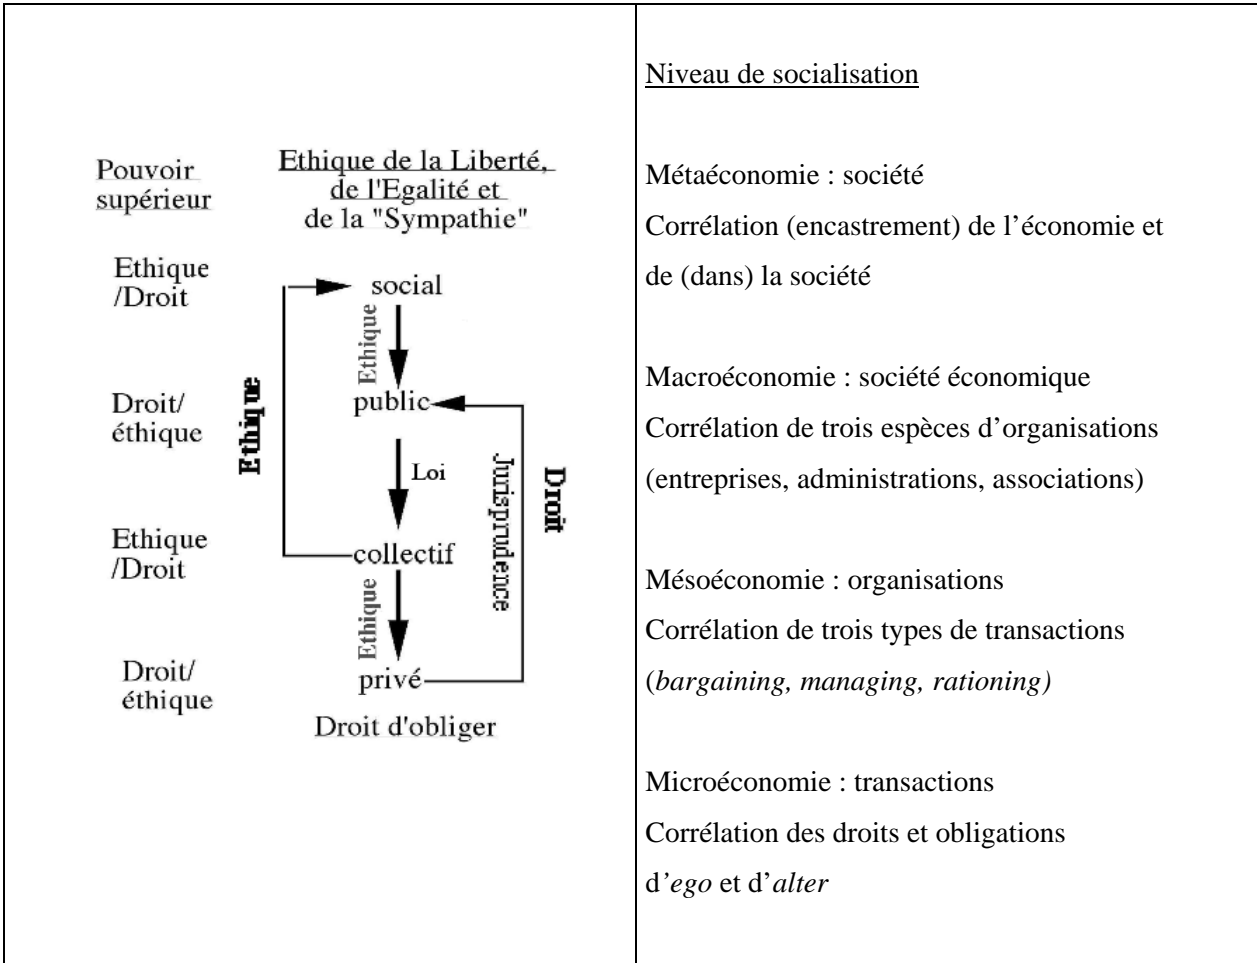 Pouvoir
supérieur
Ethique de la Liberté,
de l'Egalité et
de la "Sympathie"
Ethique
/Droit
social
Ethique
Droit/
éthique
public
Ethique
Loi
Jurisprudence
Droit
Ethique
/Droit
collectif
Ethique
Droit/
éthique
privé
Droit d'obliger
Niveau de socialisation
Métaéconomie : société
Corrélation (encastrement) de l’économie et
de (dans) la société
Macroéconomie : société économique
Corrélation de trois espèces d’organisations
(entreprises, administrations, associations)
Mésoéconomie : organisations
Corrélation de trois types de transactions
(bargaining, managing, rationing)
Microéconomie : transactions
Corrélation des droits et obligations
d’ego et d’alter